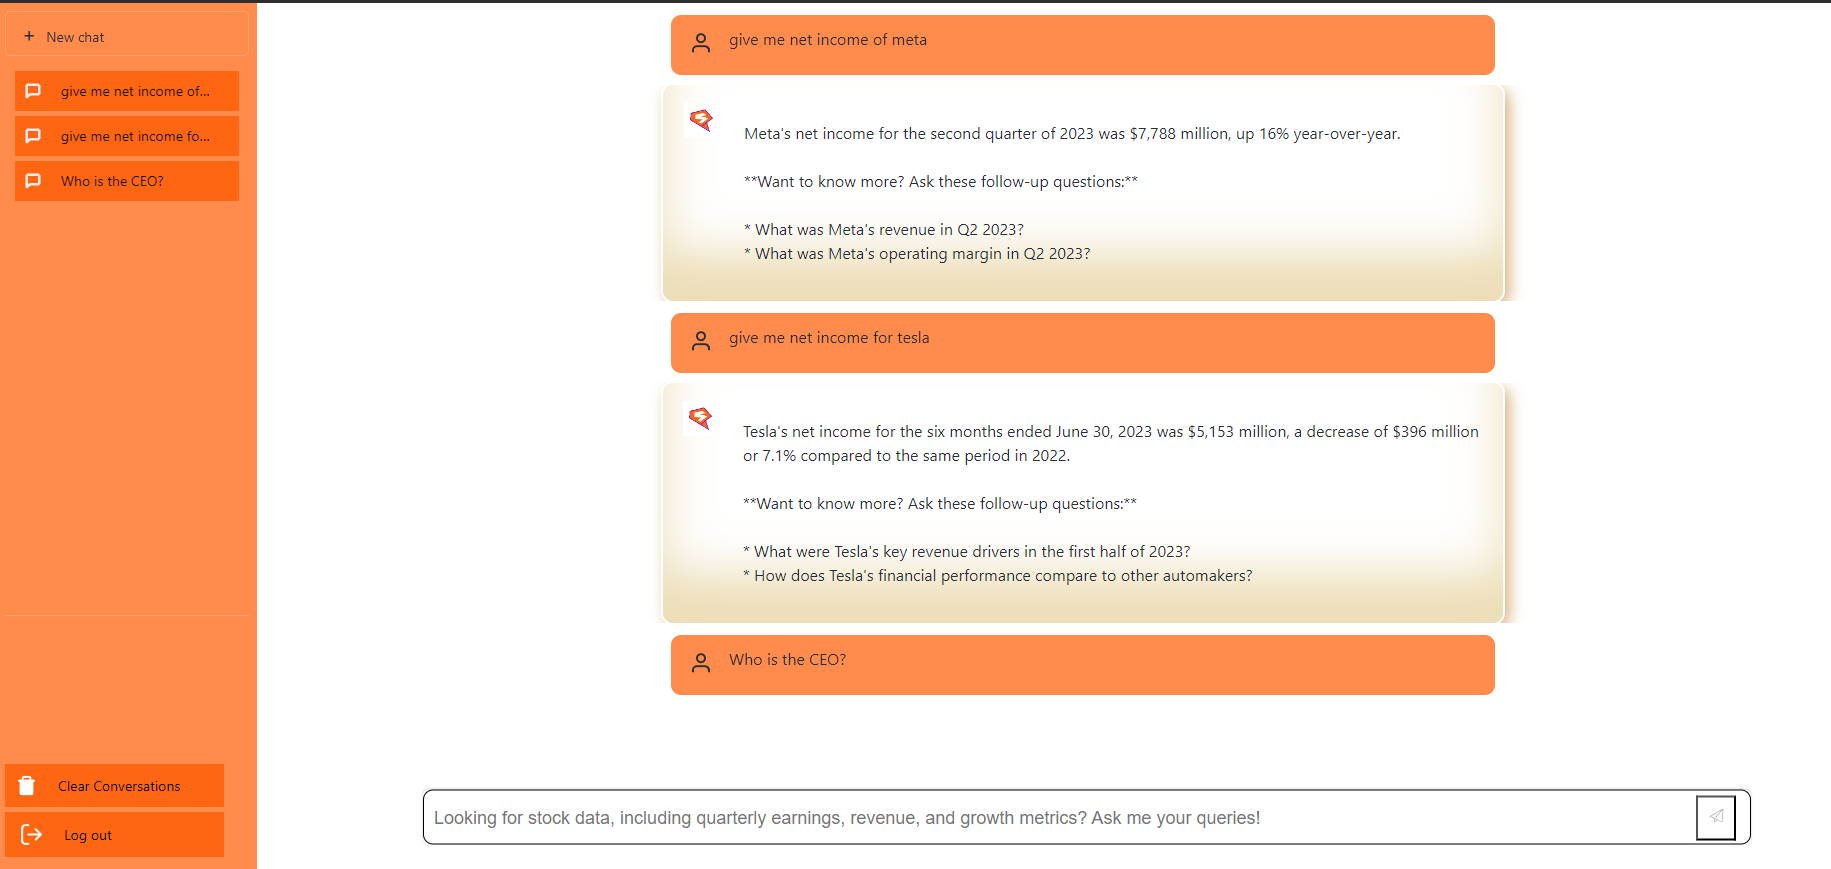 + New chat
give me net income of...
give me net income fo...
Who is the CEO?
Clear Conversations
Log out
give me net income of meta
Meta's net income for the second quarter of 2023 was $7,788 million, up 16% year-over-year.
**Want to know more? Ask these follow-up questions:**
* What was Meta's revenue in Q2 2023?
* What was Meta's operating margin in Q2 2023?
give me net income for tesla
Tesla's net income for the six months ended June 30, 2023 was $5,153 million, a decrease of $396 million
or 7.1% compared to the same period in 2022.
**Want to know more? Ask these follow-up questions:**
* What were Tesla's key revenue drivers in the first half of 2023?
* How does Tesla's financial performance compare to other automakers?
Who is the CEO?
Looking for stock data, including quarterly earnings, revenue, and growth metrics? Ask me your queries!